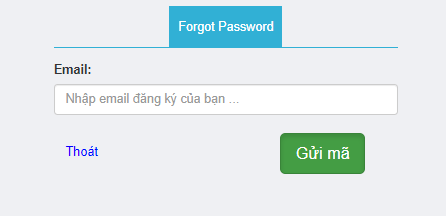 Forgot Password
Email:
Nhập email đăng ký của bạn ...
Thoát
Gửi mã